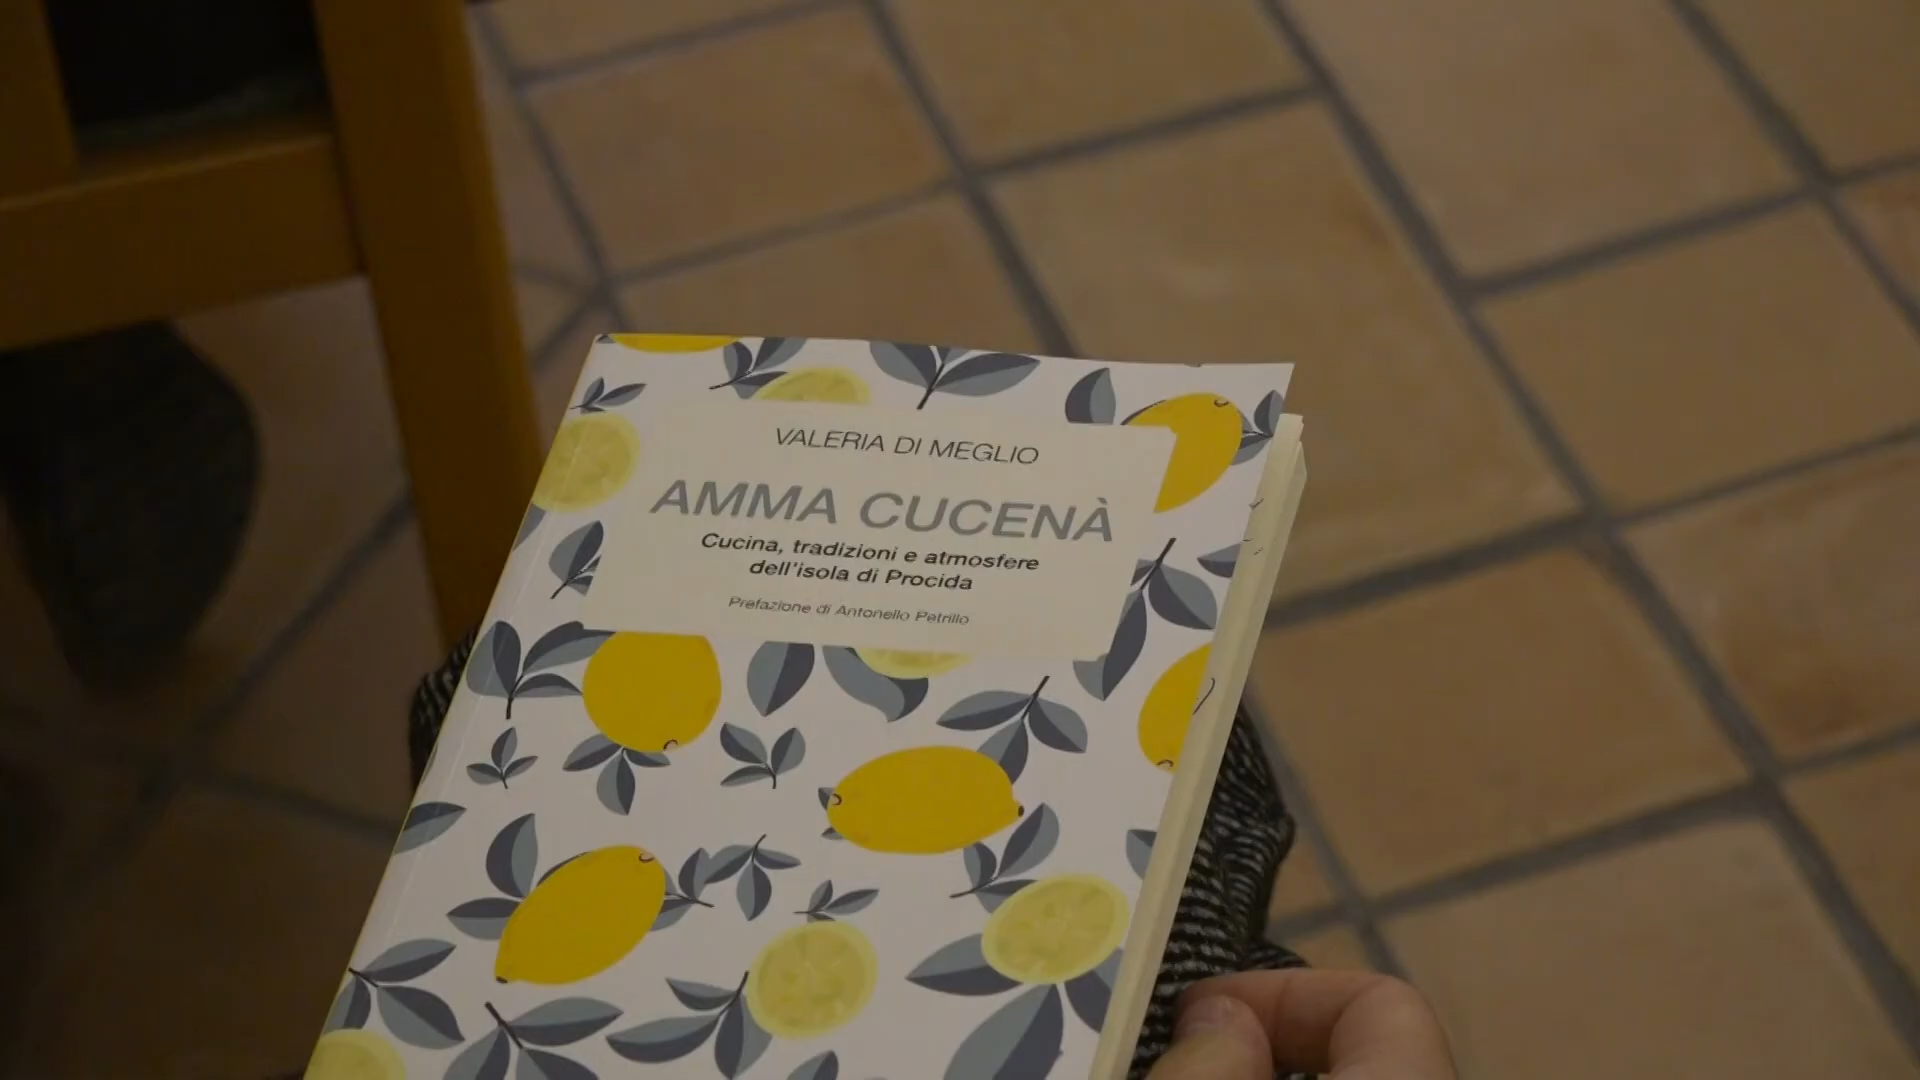 VALERIA DI MEGLIO
AMMA CUCENÀ
Cucina, tradizioni e atmosfere
dell'isola di Procida
Prefazione di Antonello Petrillo